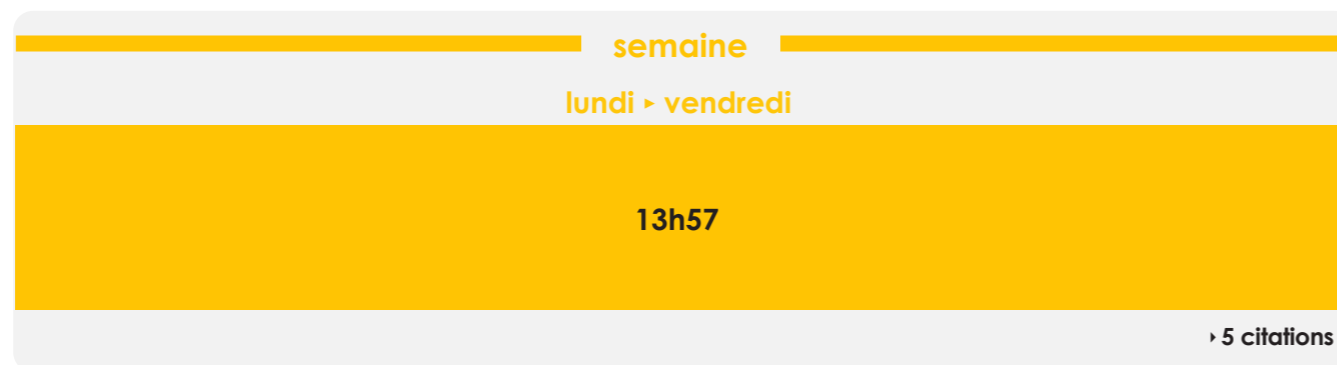 semaine
lundi ▸ vendredi
13h57
▸ 5 citations